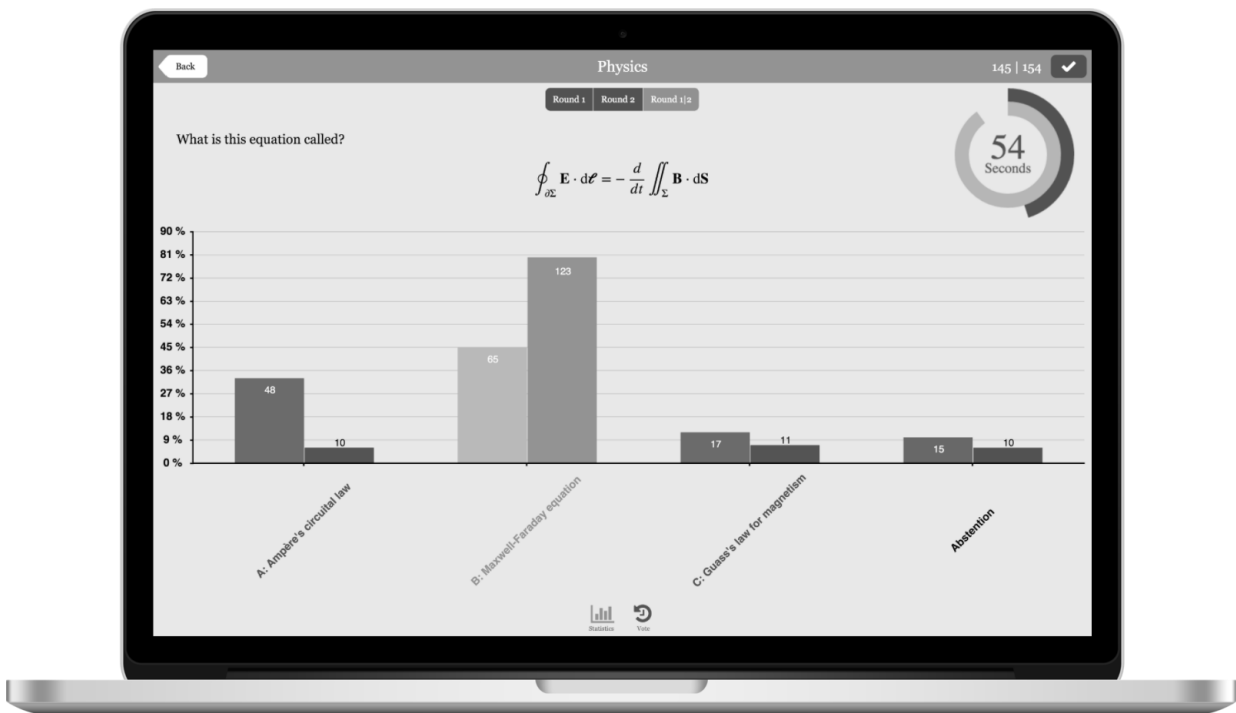 Back
Physics
145 | 154
Round 1
Round 2
Round 1|2
What is this equation called?
54
Seconds
∮∂Σ E · dℓ = − d/dt ∬Σ B · dS
90 %
81 %
72 %
63 %
54 %
45 %
36 %
27 %
18 %
9 %
0 %
48
10
65
123
17
11
15
10
A: Ampère's circuital law
B: Maxwell-Faraday equation
C: Guass's law for magnetism
Abstention
Statistics
Vote